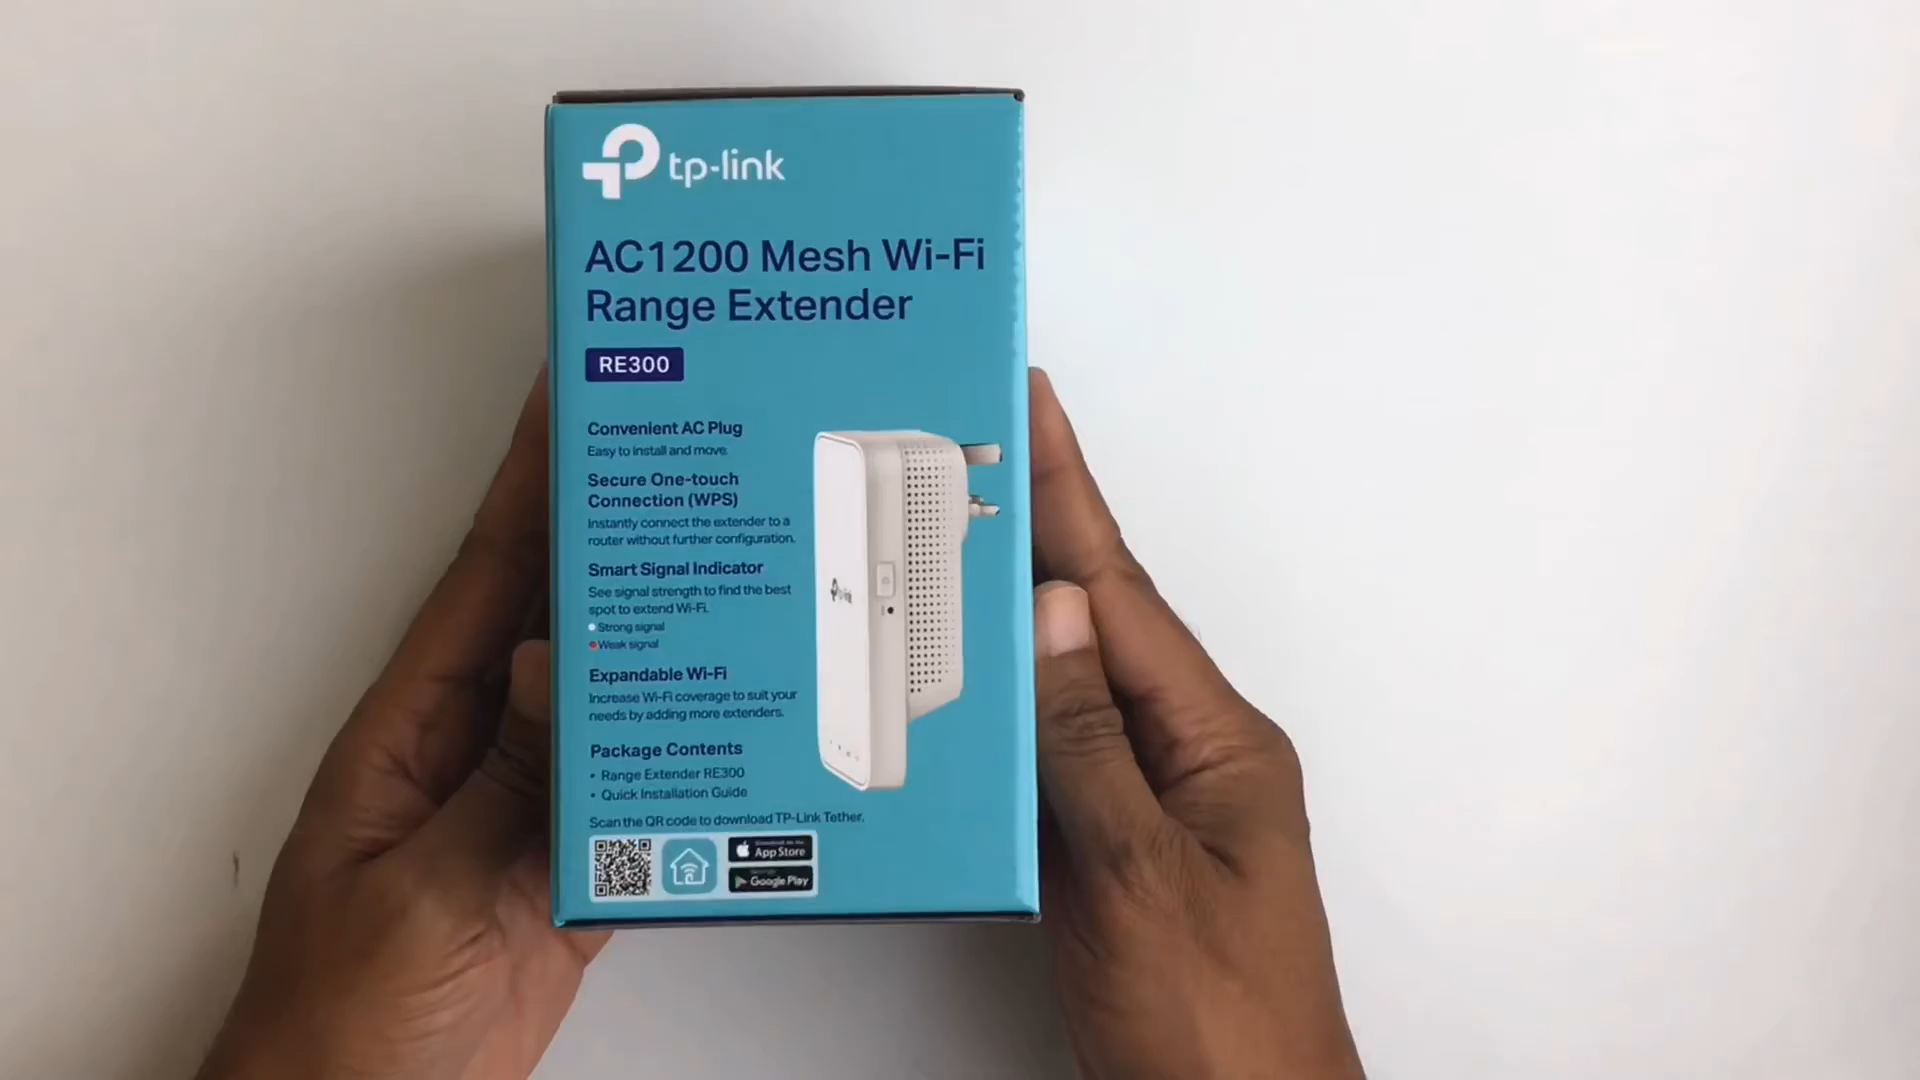 tp-link
AC1200 Mesh Wi-Fi
Range Extender
RE300
Convenient AC Plug
Easy to install and move.
Secure One-touch
Connection (WPS)
Instantly connect the extender to a
router without further configuration.
Smart Signal Indicator
See signal strength to find the best
spot to extend Wi-Fi.
Strong signal
Weak signal
Expandable Wi-Fi
Increase Wi-Fi coverage to suit your
needs by adding more extenders.
Package Contents
• Range Extender RE300
• Quick Installation Guide
Scan the QR code to download TP-Link Tether.
App Store
Google Play
tp-link